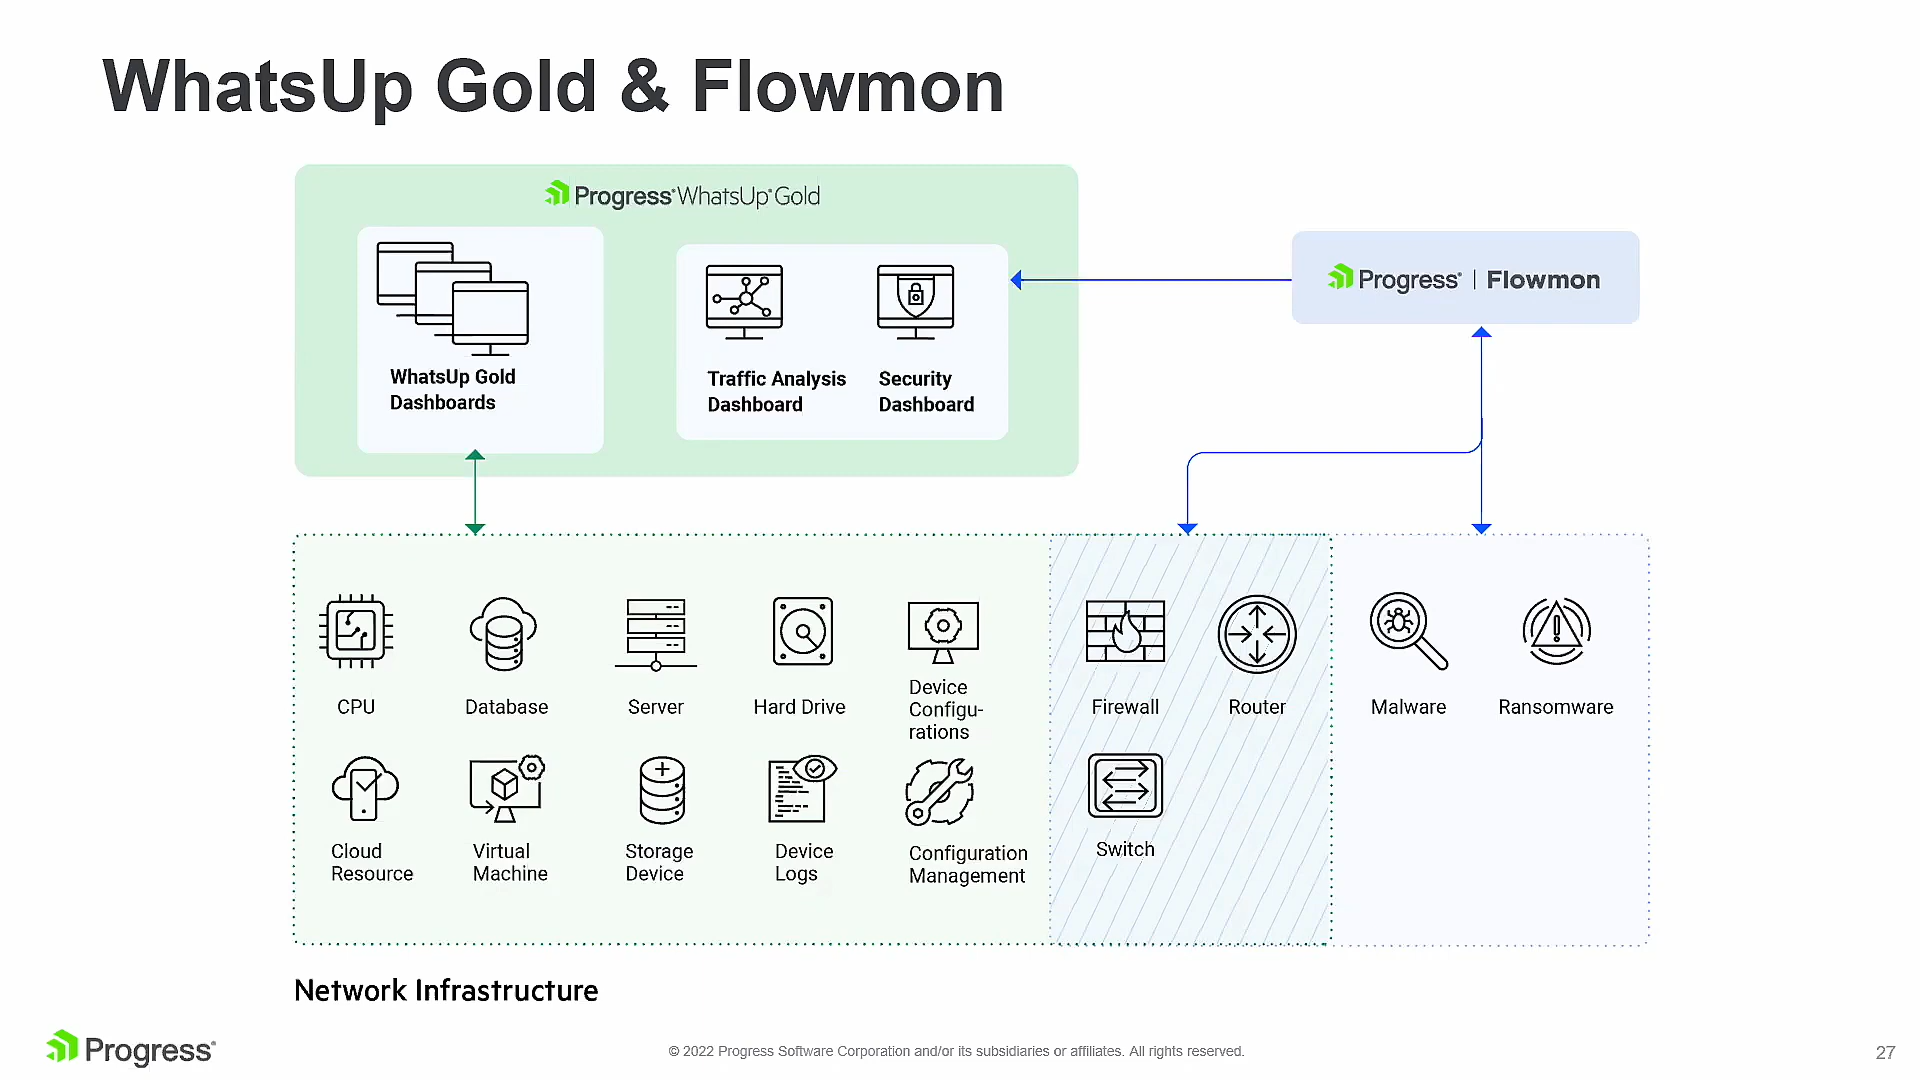 WhatsUp Gold & Flowmon
Progress® WhatsUp® Gold
Progress® | Flowmon
WhatsUp Gold
Dashboards
Traffic Analysis
Dashboard
Security
Dashboard
CPU
Database
Server
Hard Drive
Device
Configu-
rations
Firewall
Router
Malware
Ransomware
Cloud
Resource
Virtual
Machine
Storage
Device
Device
Logs
Configuration
Management
Switch
Network Infrastructure
Progress®
© 2022 Progress Software Corporation and/or its subsidiaries or affiliates. All rights reserved.
27